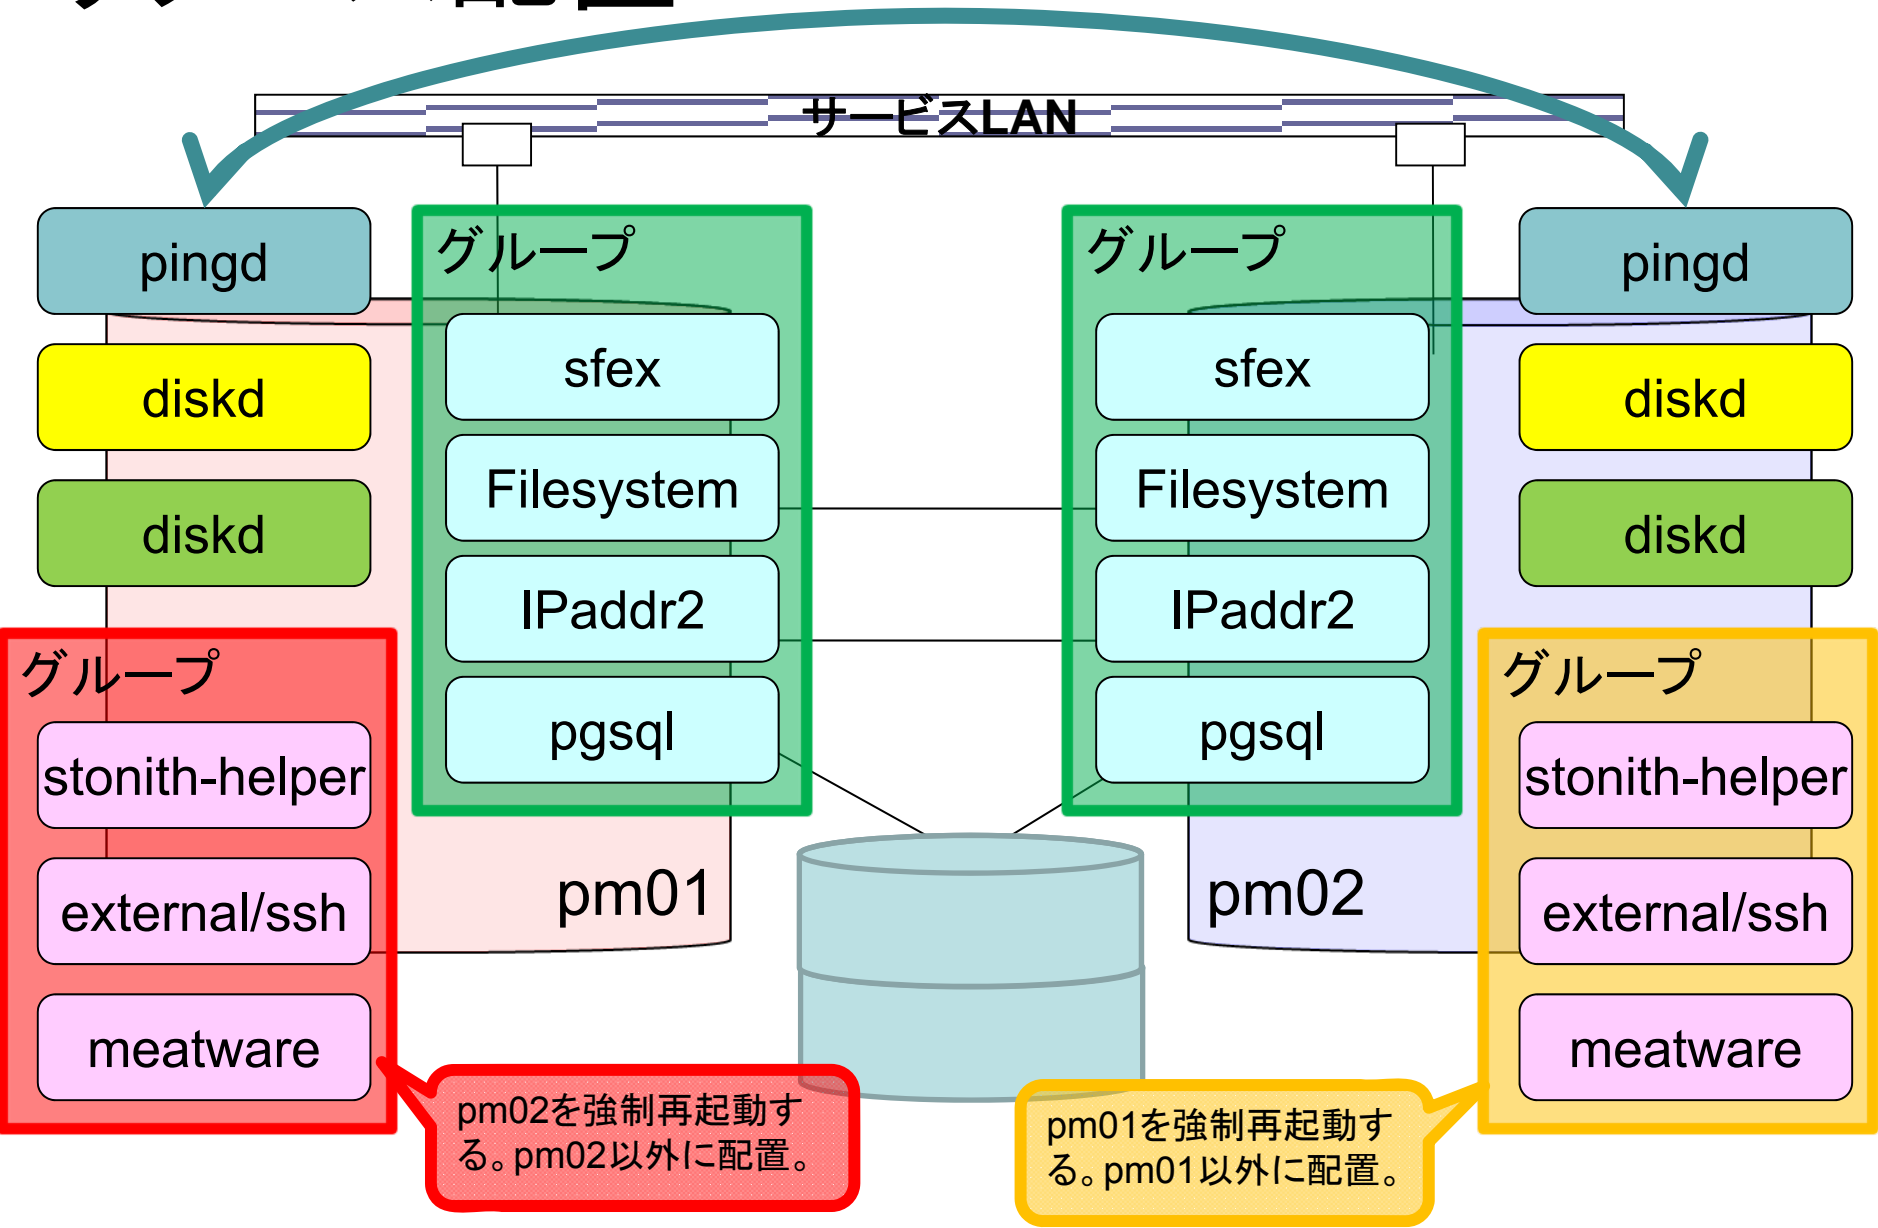 配置
サービスLAN
pingd
グループ
グループ
pingd
sfex
sfex
diskd
diskd
Filesystem
Filesystem
diskd
diskd
IPaddr2
IPaddr2
グループ
グループ
pgsql
pgsql
stonith-helper
stonith-helper
pm01
pm02
external/ssh
external/ssh
meatware
meatware
pm02を強制再起動す
る。pm02以外に配置。
pm01を強制再起動す
る。pm01以外に配置。